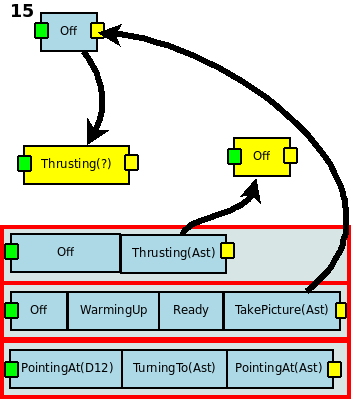 15
Off
Thrusting(?)
Off
Off Thrusting(Ast)
Off WarmingUp Ready TakePicture(Ast)
PointingAt(D12) TurningTo(Ast) PointingAt(Ast)